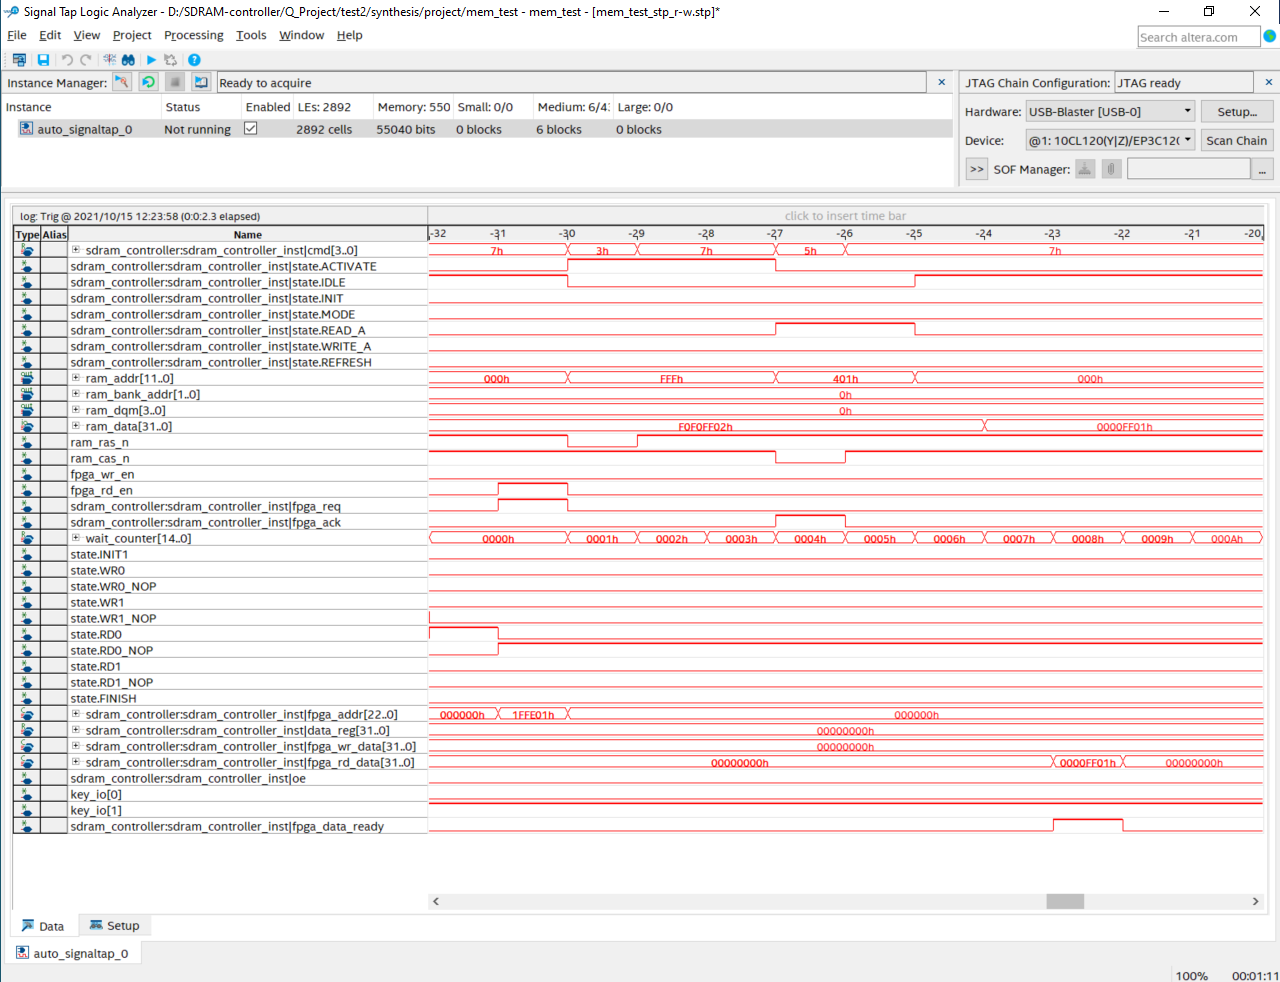 Signal Tap Logic Analyzer - D:/SDRAM-controller/Q_Project/test2/synthesis/project/mem_test - mem_test - [mem_test_stp_r-w.stp]*
File Edit View Project Processing Tools Window Help
Search altera.com
Instance Manager: Ready to acquire
JTAG Chain Configuration: JTAG ready
Instance Status Enabled LEs: 2892 Memory: 550 Small: 0/0 Medium: 6/4 Large: 0/0
auto_signaltap_0 Not running 2892 cells 55040 bits 0 blocks 6 blocks 0 blocks
Hardware: USB-Blaster [USB-0] Setup...
Device: @1: 10CL120(Y|Z)/EP3C12( Scan Chain
>> SOF Manager: ...
log: Trig @ 2021/10/15 12:23:58 (0:0:2.3 elapsed) click to insert time bar
Type Alias Name -32 -31 -30 -29 -28 -27 -26 -25 -24 -23 -22 -21 -20
sdram_controller:sdram_controller_inst|cmd[3..0] 7h 3h 7h 5h 7h
sdram_controller:sdram_controller_inst|state.ACTIVATE
sdram_controller:sdram_controller_inst|state.IDLE
sdram_controller:sdram_controller_inst|state.INIT
sdram_controller:sdram_controller_inst|state.MODE
sdram_controller:sdram_controller_inst|state.READ_A
sdram_controller:sdram_controller_inst|state.WRITE_A
sdram_controller:sdram_controller_inst|state.REFRESH
ram_addr[11..0] 000h FFFh 401h 000h
ram_bank_addr[1..0] 0h
ram_dqm[3..0] 0h
ram_data[31..0] F0F0FF02h 0000FF01h
ram_ras_n
ram_cas_n
fpga_wr_en
fpga_rd_en
sdram_controller:sdram_controller_inst|fpga_req
sdram_controller:sdram_controller_inst|fpga_ack
wait_counter[14..0] 0000h 0001h 0002h 0003h 0004h 0005h 0006h 0007h 0008h 0009h 000Ah
state.INIT1
state.WR0
state.WR0_NOP
state.WR1
state.WR1_NOP
state.RD0
state.RD0_NOP
state.RD1
state.RD1_NOP
state.FINISH
sdram_controller:sdram_controller_inst|fpga_addr[22..0] 000000h 1FFE01h 000000h
sdram_controller:sdram_controller_inst|data_reg[31..0] 00000000h
sdram_controller:sdram_controller_inst|fpga_wr_data[31..0] 00000000h
sdram_controller:sdram_controller_inst|fpga_rd_data[31..0] 00000000h 0000FF01h 00000000h
sdram_controller:sdram_controller_inst|oe
key_io[0]
key_io[1]
sdram_controller:sdram_controller_inst|fpga_data_ready
Data Setup
auto_signaltap_0
100% 00:01:11